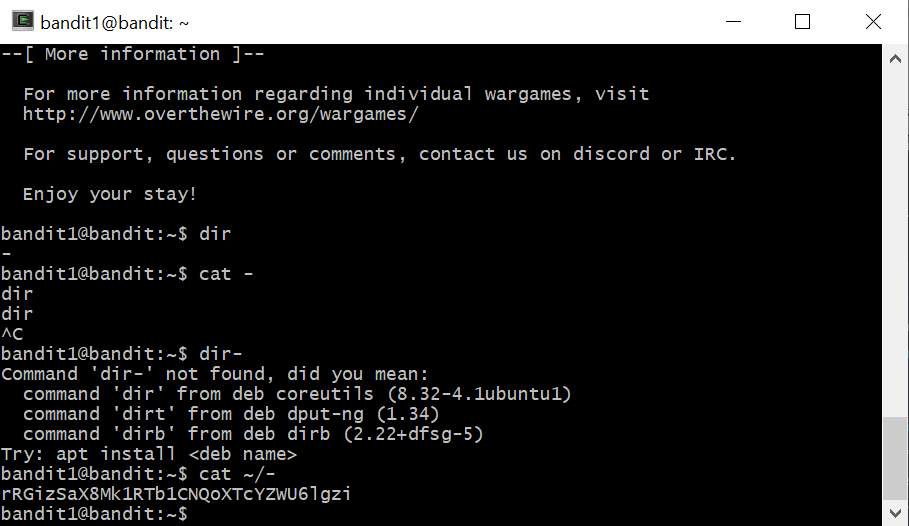 bandit1@bandit: ~
--[ More information ]--
For more information regarding individual wargames, visit
http://www.overthewire.org/wargames/
For support, questions or comments, contact us on discord or IRC.
Enjoy your stay!
bandit1@bandit:~$ dir
-
bandit1@bandit:~$ cat -
dir
dir
^C
bandit1@bandit:~$ dir-
Command 'dir-' not found, did you mean:
command 'dir' from deb coreutils (8.32-4.1ubuntu1)
command 'dirt' from deb dput-ng (1.34)
command 'dirb' from deb dirb (2.22+dfsg-5)
Try: apt install <deb name>
bandit1@bandit:~$ cat ~/-
rRGizSaX8Mk1RTb1CNQoXTcYZWU6lgzi
bandit1@bandit:~$